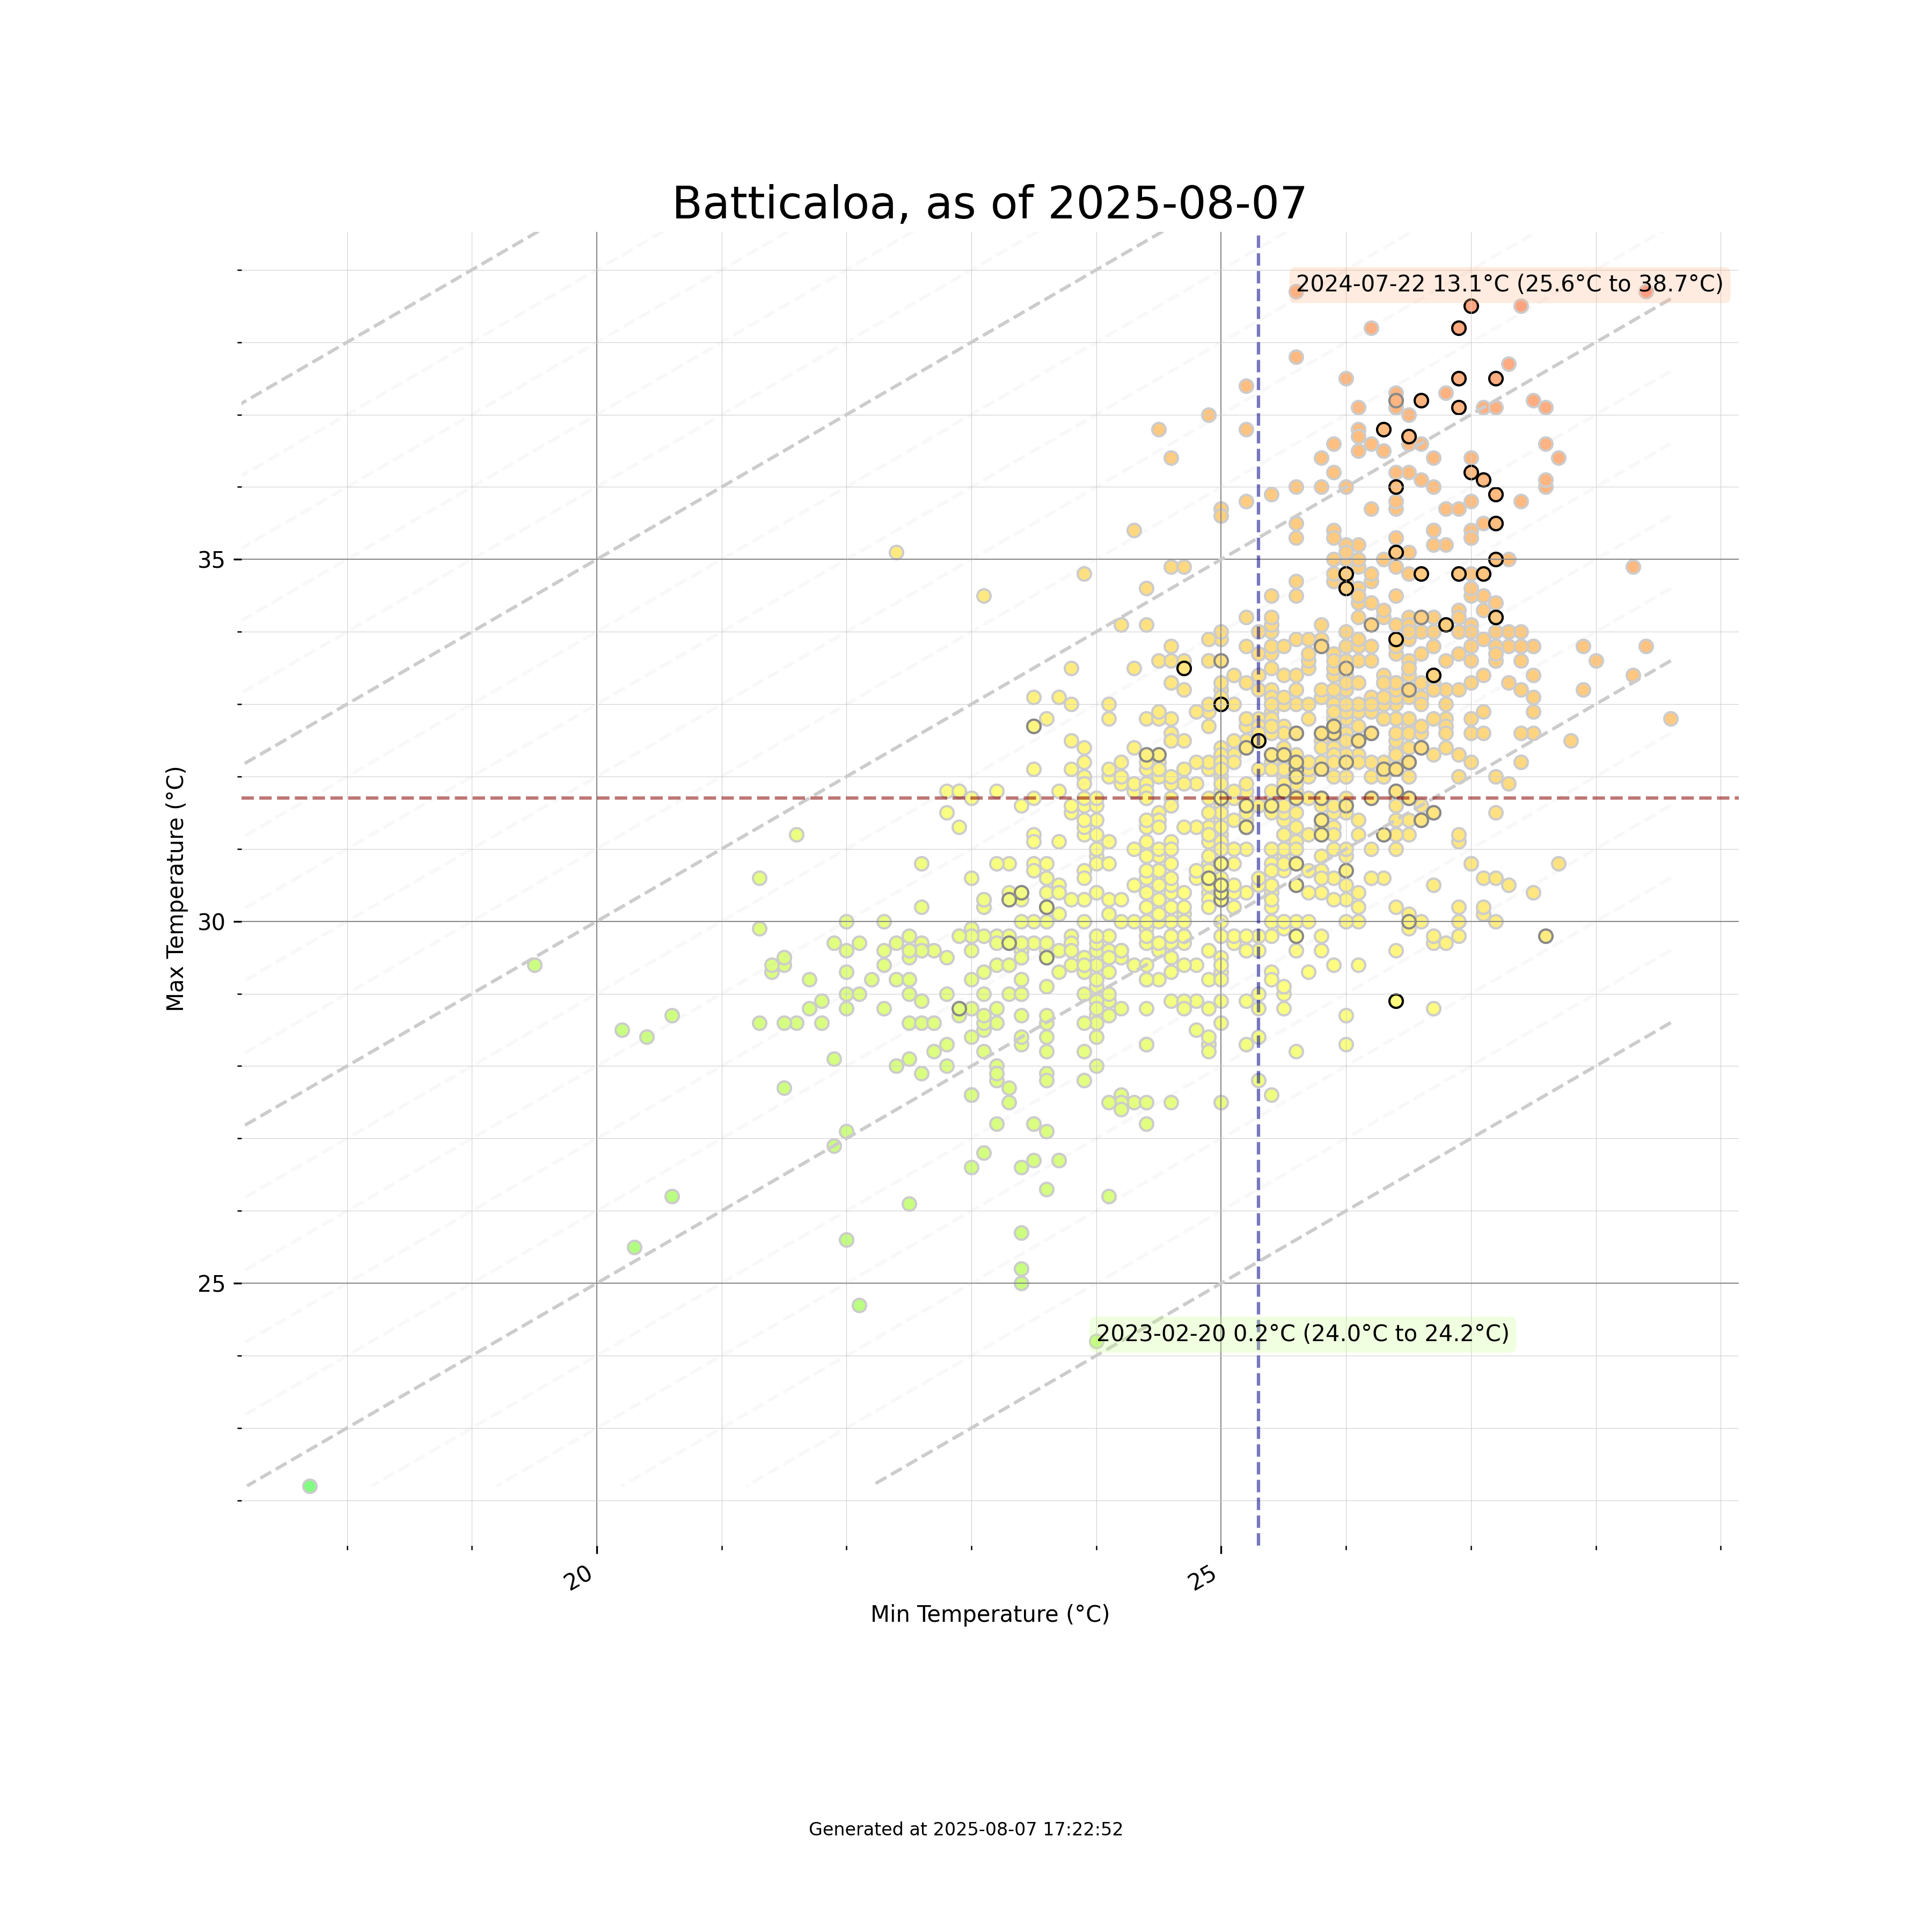 Batticaloa, as of 2025-08-07
2024-07-22 13.1°C (25.6°C to 38.7°C)
35
30
25
Max Temperature (°C)
2023-02-20 0.2°C (24.0°C to 24.2°C)
20
25
Min Temperature (°C)
Generated at 2025-08-07 17:22:52